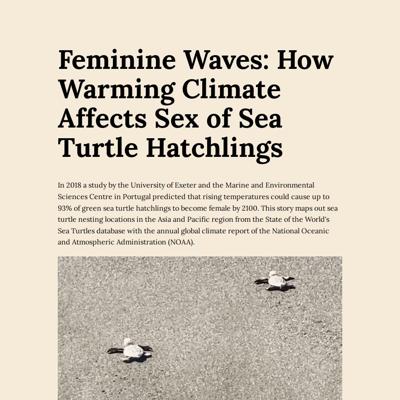 Feminine Waves: How
Warming Climate
Affects Sex of Sea
Turtle Hatchlings
In 2018 a study by the University of Exeter and the Marine and Environmental
Sciences Centre in Portugal predicted that rising temperatures could cause up to
93% of green sea turtle hatchlings to become female by 2100. This story maps out sea
turtle nesting locations in the Asia and Pacific region from the State of the World's
Sea Turtles database with the annual global climate report of the National Oceanic
and Atmospheric Administration (NOAA).